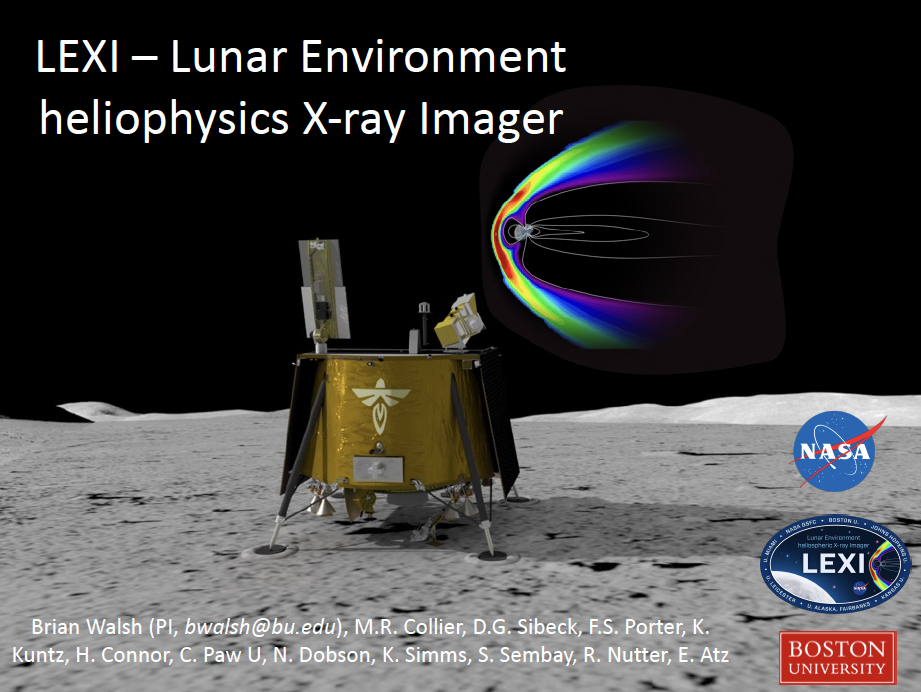 LEXI – Lunar Environment
heliophysics X-ray Imager
NASA
U. MIAMI • NASA GSFC • BOSTON U. • JOHNS HOPKINS U.
Lunar Environment
heliospheric X-ray Imager
LEXI
NASA
U. LEICESTER • U. ALASKA, FAIRBANKS • KANSAS U.
Brian Walsh (PI, bwalsh@bu.edu), M.R. Collier, D.G. Sibeck, F.S. Porter, K.
Kuntz, H. Connor, C. Paw U, N. Dobson, K. Simms, S. Sembay, R. Nutter, E. Atz
BOSTON
UNIVERSITY